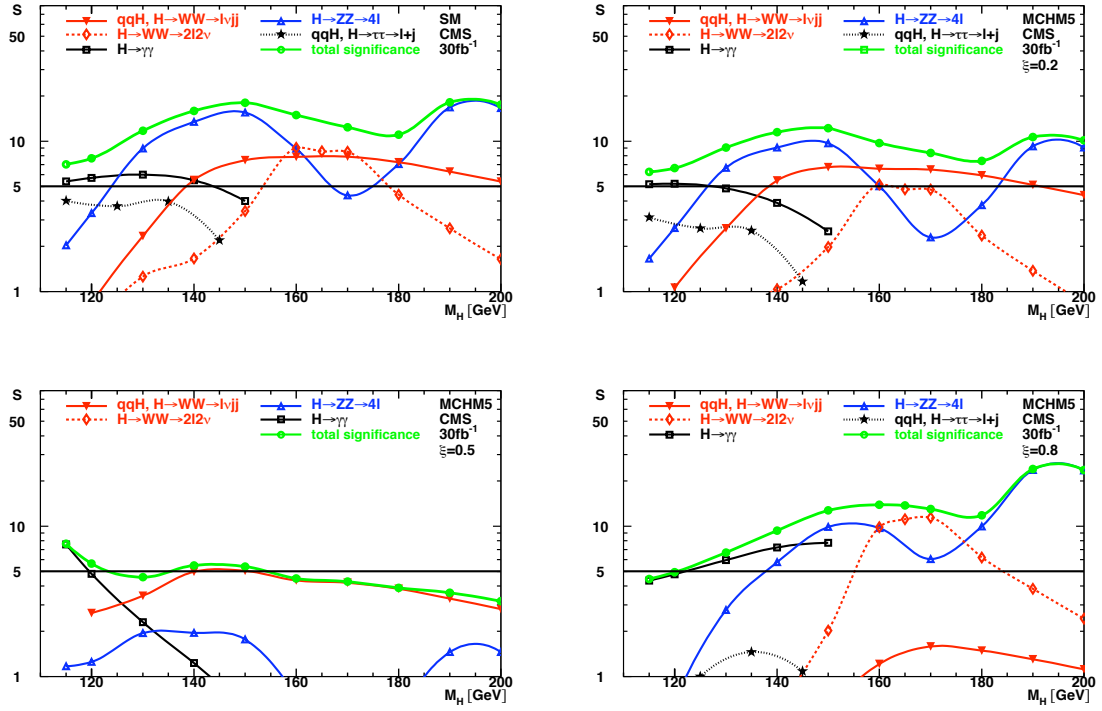 S
qqH, H→WW→lνjj H→ZZ→4l SM
50 H→WW→2l2ν qqH, H→ττ→l+j CMS
H→γγ total significance 30fb⁻¹
10
5
1
120 140 160 180 200
M_H [GeV]
S
qqH, H→WW→lνjj H→ZZ→4l MCHM5
50 H→WW→2l2ν qqH, H→ττ→l+j CMS
H→γγ total significance 30fb⁻¹
ξ=0.2
10
5
1
120 140 160 180 200
M_H [GeV]
S
qqH, H→WW→lνjj H→ZZ→4l MCHM5
50 H→WW→2l2ν H→γγ CMS
total significance 30fb⁻¹
ξ=0.5
10
5
1
120 140 160 180 200
M_H [GeV]
S
qqH, H→WW→lνjj H→ZZ→4l MCHM5
50 H→WW→2l2ν qqH, H→ττ→l+j CMS
H→γγ total significance 30fb⁻¹
ξ=0.8
10
5
1
120 140 160 180 200
M_H [GeV]